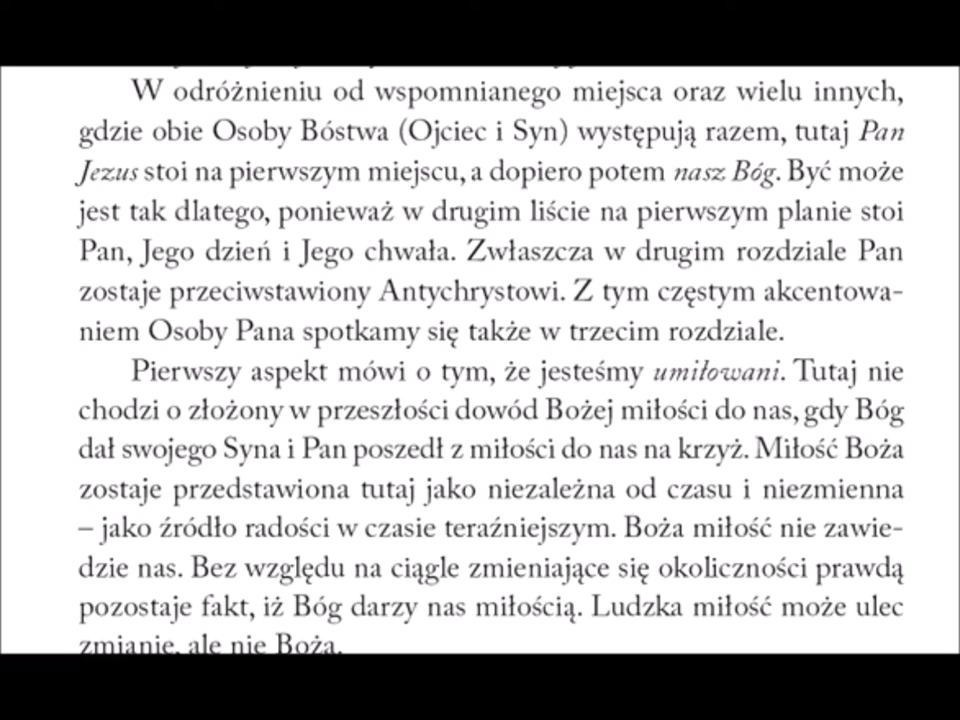 W odróżnieniu od wspomnianego miejsca oraz wielu innych,
gdzie obie Osoby Bóstwa (Ojciec i Syn) występują razem, tutaj Pan
Jezus stoi na pierwszym miejscu, a dopiero potem nasz Bóg. Być może
jest tak dlatego, ponieważ w drugim liście na pierwszym planie stoi
Pan, Jego dzień i Jego chwała. Zwłaszcza w drugim rozdziale Pan
zostaje przeciwstawiony Antychrystowi. Z tym częstym akcentowa-
niem Osoby Pana spotkamy się także w trzecim rozdziale.
Pierwszy aspekt mówi o tym, że jesteśmy umiłowani. Tutaj nie
chodzi o złożony w przeszłości dowód Bożej miłości do nas, gdy Bóg
dał swojego Syna i Pan poszedł z miłości do nas na krzyż. Miłość Boża
zostaje przedstawiona tutaj jako niezależna od czasu i niezmienna
– jako źródło radości w czasie teraźniejszym. Boża miłość nie zawie-
dzie nas. Bez względu na ciągle zmieniające się okoliczności prawdą
pozostaje fakt, iż Bóg darzy nas miłością. Ludzka miłość może ulec
zmianie, ale nie Boża.